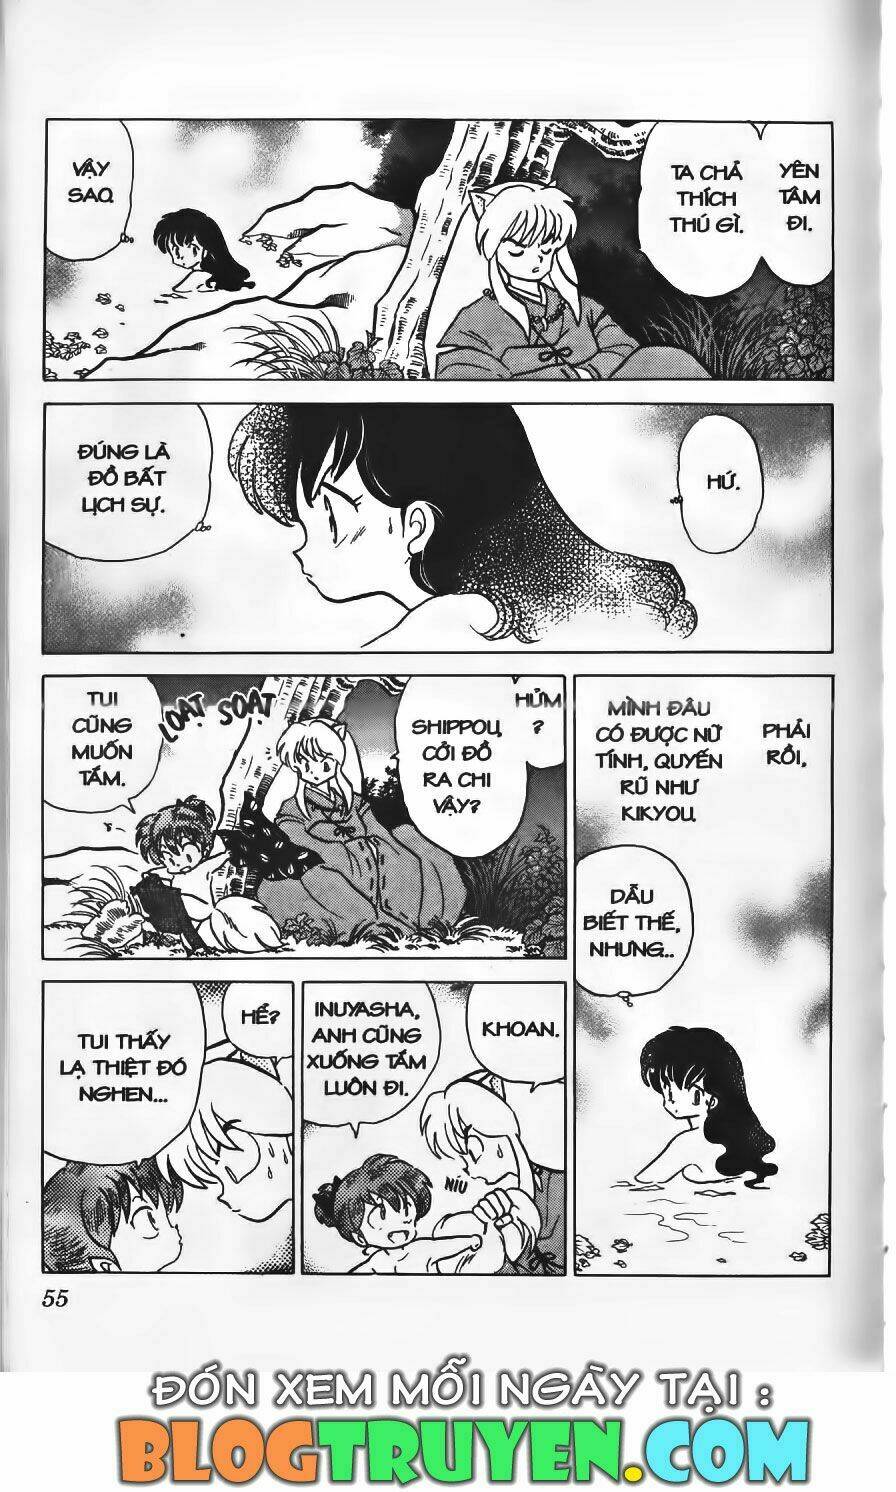 YÊN
TÂM
ĐI.
TA CHẢ
THÍCH
THÚ GÌ.
VẬY
SAO.
HỨ.
ĐÚNG LÀ
ĐỒ BẤT
LỊCH SỰ.
PHẢI
RỒI,
MÌNH ĐÂU
CÓ ĐƯỢC NỮ
TÍNH, QUYẾN
RŨ NHƯ
KIKYOU.
DẪU
BIẾT THẾ,
NHƯNG...
HỬM
?
SHIPPOU,
CỞI ĐỒ
RA CHI
VẬY?
LOẠT SOẠT
TUI
CŨNG
MUỐN
TẮM.
KHOAN.
NÍU
INUYASHA,
ANH CŨNG
XUỐNG TẮM
LUÔN ĐI.
HỂ?
TUI THẤY
LẠ THIỆT ĐÓ
NGHEN...
55
ĐÓN XEM MỖI NGÀY TẠI :
BLOGTRUYEN.COM